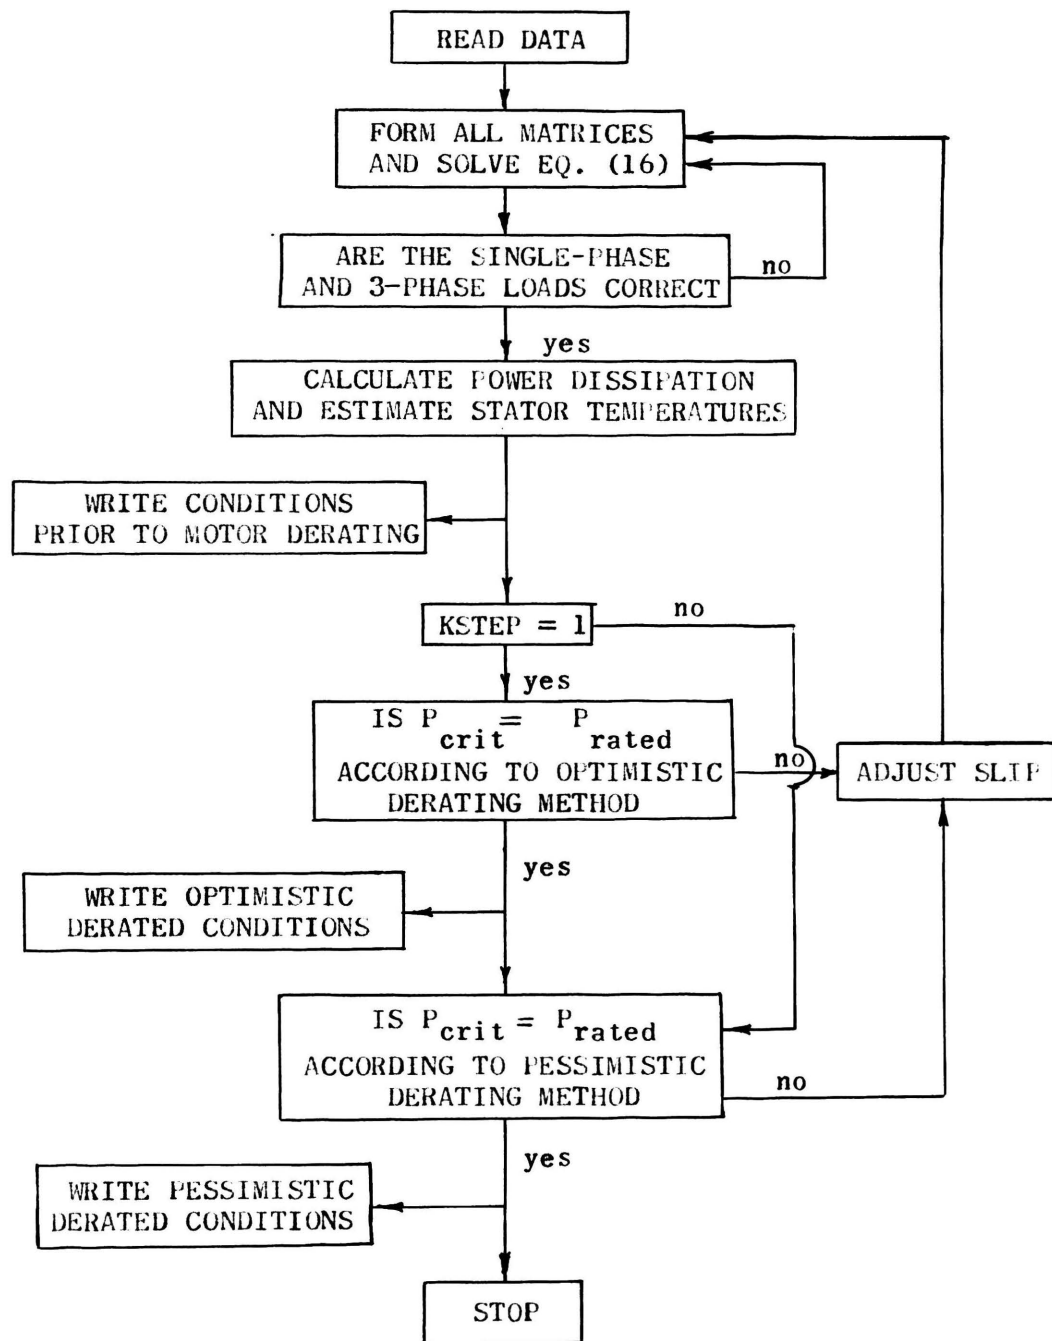 READ DATA
FORM ALL MATRICES
AND SOLVE EQ. (16)
ARE THE SINGLE-PHASE
AND 3-PHASE LOADS CORRECT
no
yes
CALCULATE POWER DISSIPATION
AND ESTIMATE STATOR TEMPERATURES
WRITE CONDITIONS
PRIOR TO MOTOR DERATING
KSTEP = 1
no
yes
IS P crit = P rated
ACCORDING TO OPTIMISTIC
DERATING METHOD
no
ADJUST SLIP
yes
WRITE OPTIMISTIC
DERATED CONDITIONS
IS P crit = P rated
ACCORDING TO PESSIMISTIC
DERATING METHOD
no
yes
WRITE PESSIMISTIC
DERATED CONDITIONS
STOP